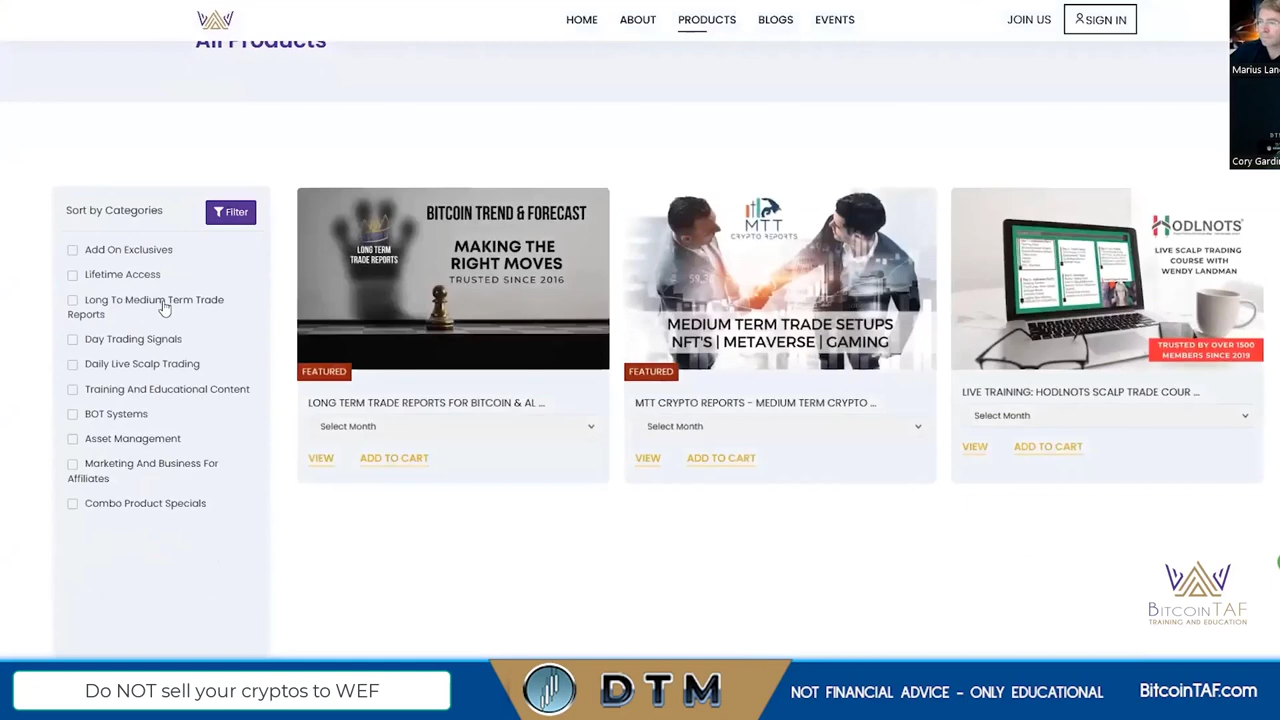 HOME
ABOUT
PRODUCTS
BLOGS
EVENTS
JOIN US
SIGN IN
All Products
Marius Lan
Cory Gardi
Sort by Categories
Filter
Add On Exclusives
Lifetime Access
Long To Medium Term Trade
Reports
Day Trading Signals
Daily Live Scalp Trading
Training And Educational Content
BOT Systems
Asset Management
Marketing And Business For
Affiliates
Combo Product Specials
LONG TERM
TRADE REPORTS
BITCOIN TREND & FORECAST
MAKING THE
RIGHT MOVES
TRUSTED SINCE 2016
FEATURED
LONG TERM TRADE REPORTS FOR BITCOIN & AL ...
Select Month
VIEW
ADD TO CART
MTT
CRYPTO REPORTS
MEDIUM TERM TRADE SETUPS
NFT'S | METAVERSE | GAMING
FEATURED
MTT CRYPTO REPORTS - MEDIUM TERM CRYPTO ...
Select Month
VIEW
ADD TO CART
HODLNOTS
LIVE SCALP TRADING
COURSE WITH
WENDY LANDMAN
TRUSTED BY OVER 1500
MEMBERS SINCE 2019
LIVE TRAINING: HODLNOTS SCALP TRADE COUR ...
Select Month
VIEW
ADD TO CART
BITCOINTAF
TRAINING AND EDUCATION
Do NOT sell your cryptos to WEF
DTM
NOT FINANCIAL ADVICE - ONLY EDUCATIONAL
BitcoinTAF.com